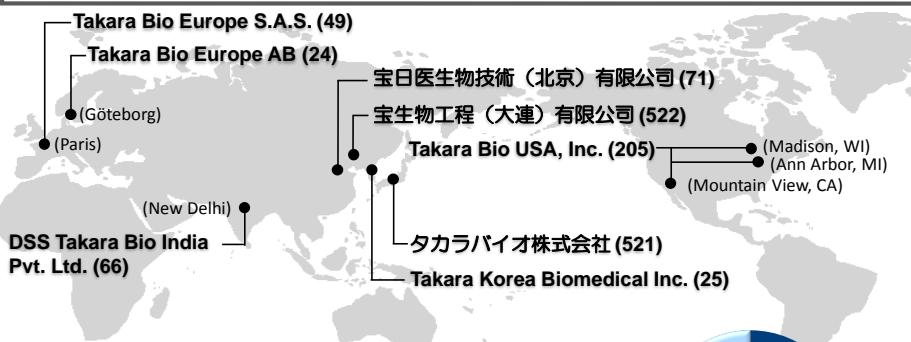 Takara Bio Europe S.A.S. (49)
Takara Bio Europe AB (24)
宝日医生物技術（北京）有限公司 (71)
宝生物工程（大連）有限公司 (522)
Takara Bio USA, Inc. (205)
(Göteborg)
(Paris)
(Madison, WI)
(Ann Arbor, MI)
(Mountain View, CA)
(New Delhi)
DSS Takara Bio India
Pvt. Ltd. (66)
タカラバイオ株式会社 (521)
Takara Korea Biomedical Inc. (25)